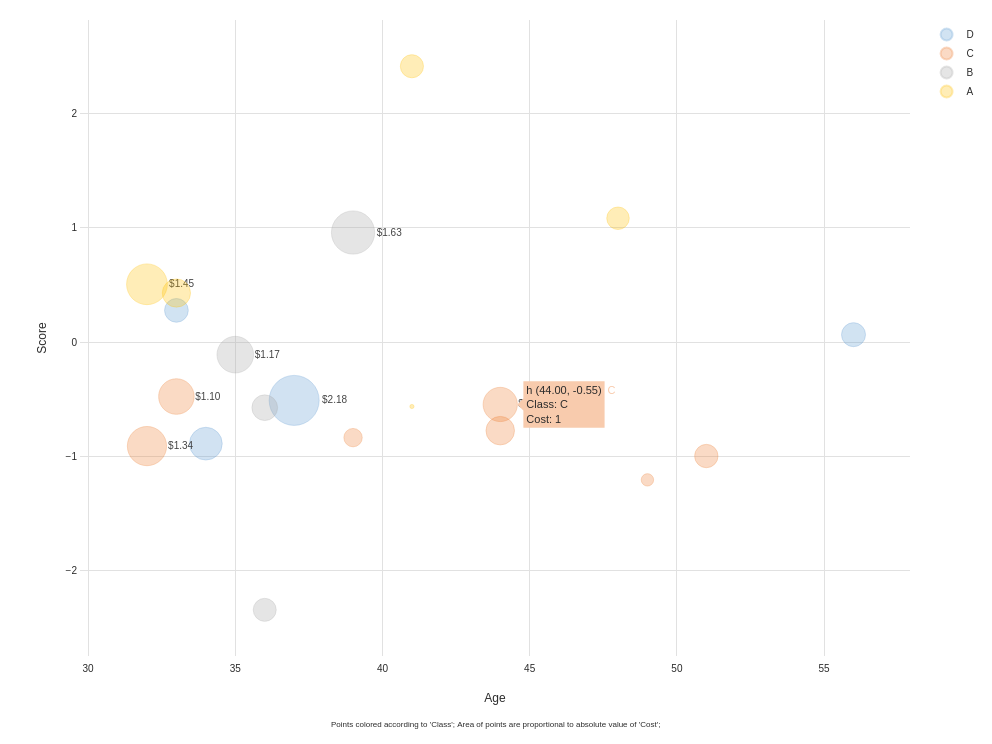 D
C
B
A
2
1
0
−1
−2
Score
$1.63
$1.45
$1.17
$1.10
$2.18
$1.34
h (44.00, -0.55) C
Class: C
Cost: 1
30 35 40 45 50 55
Age
Points colored according to 'Class'; Area of points are proportional to absolute value of 'Cost';